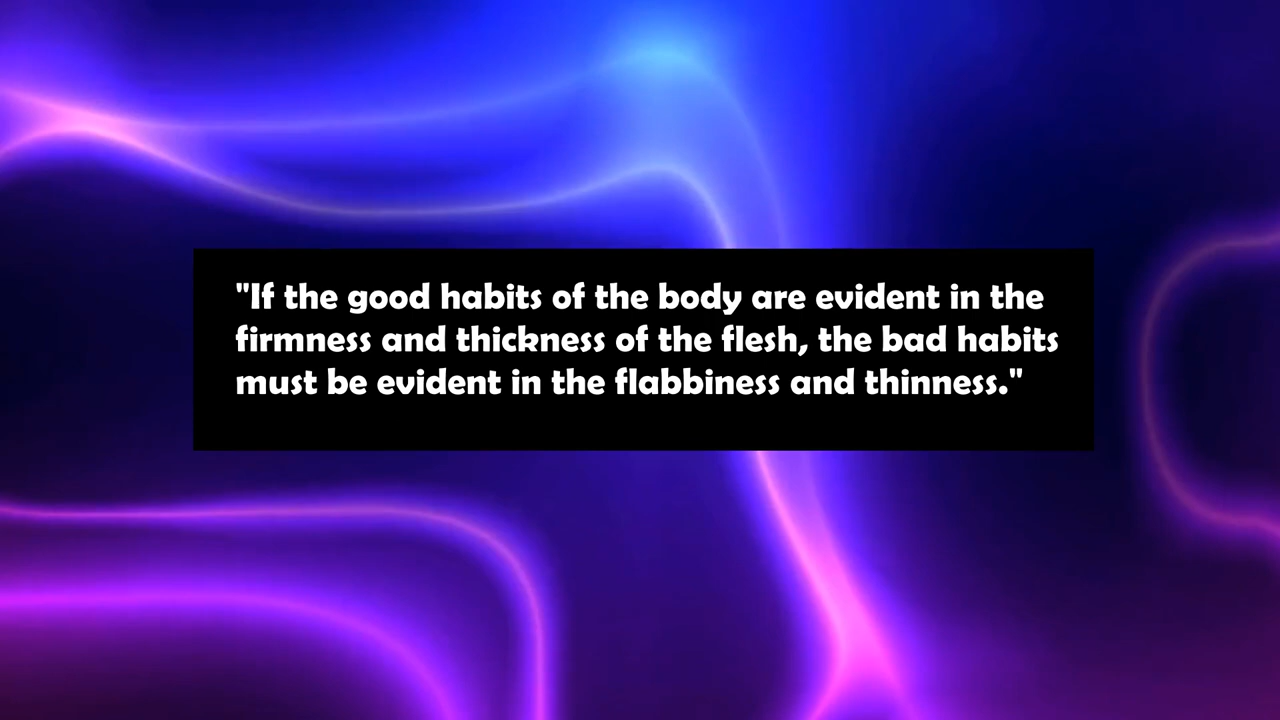 "If the good habits of the body are evident in the
firmness and thickness of the flesh, the bad habits
must be evident in the flabbiness and thinness."